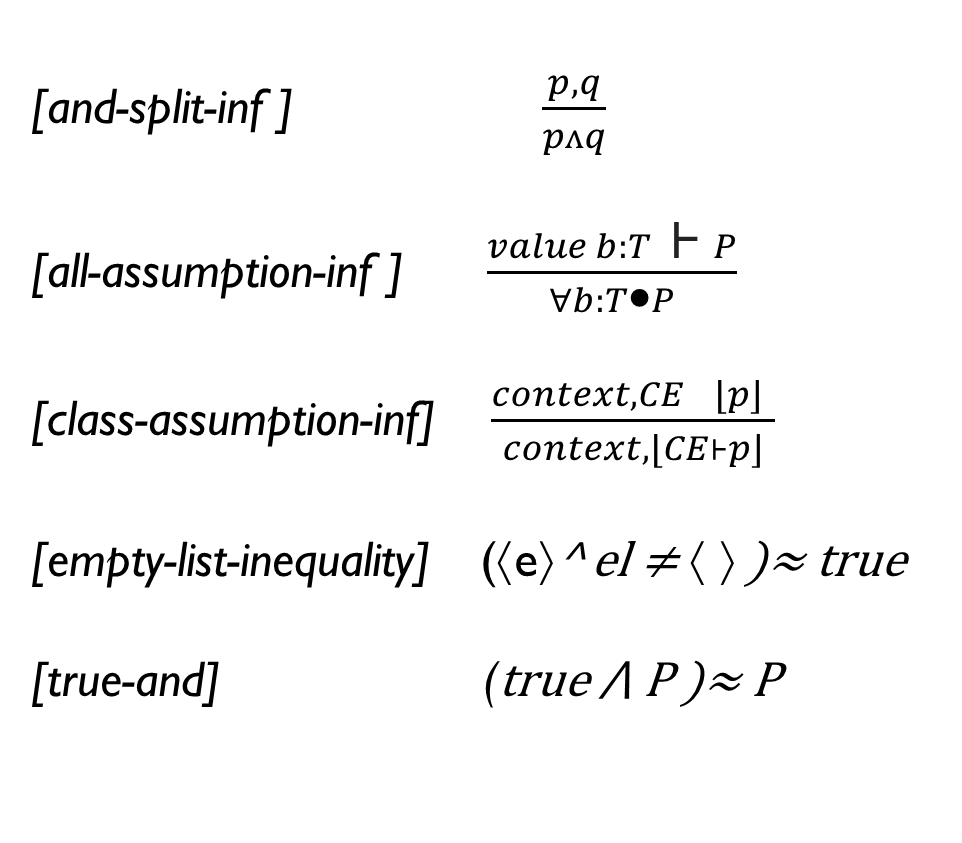 [and-split-inf ] p,q
p∧q
[all-assumption-inf ] value b:T ⊢ P
∀b:T●P
[class-assumption-inf] context,CE ⌊p⌋
context,⌊CE⊢p⌋
[empty-list-inequality] (⟨e⟩ ^ el ≠ ⟨ ⟩ )≈ true
[true-and] (true ⋀ P )≈ P